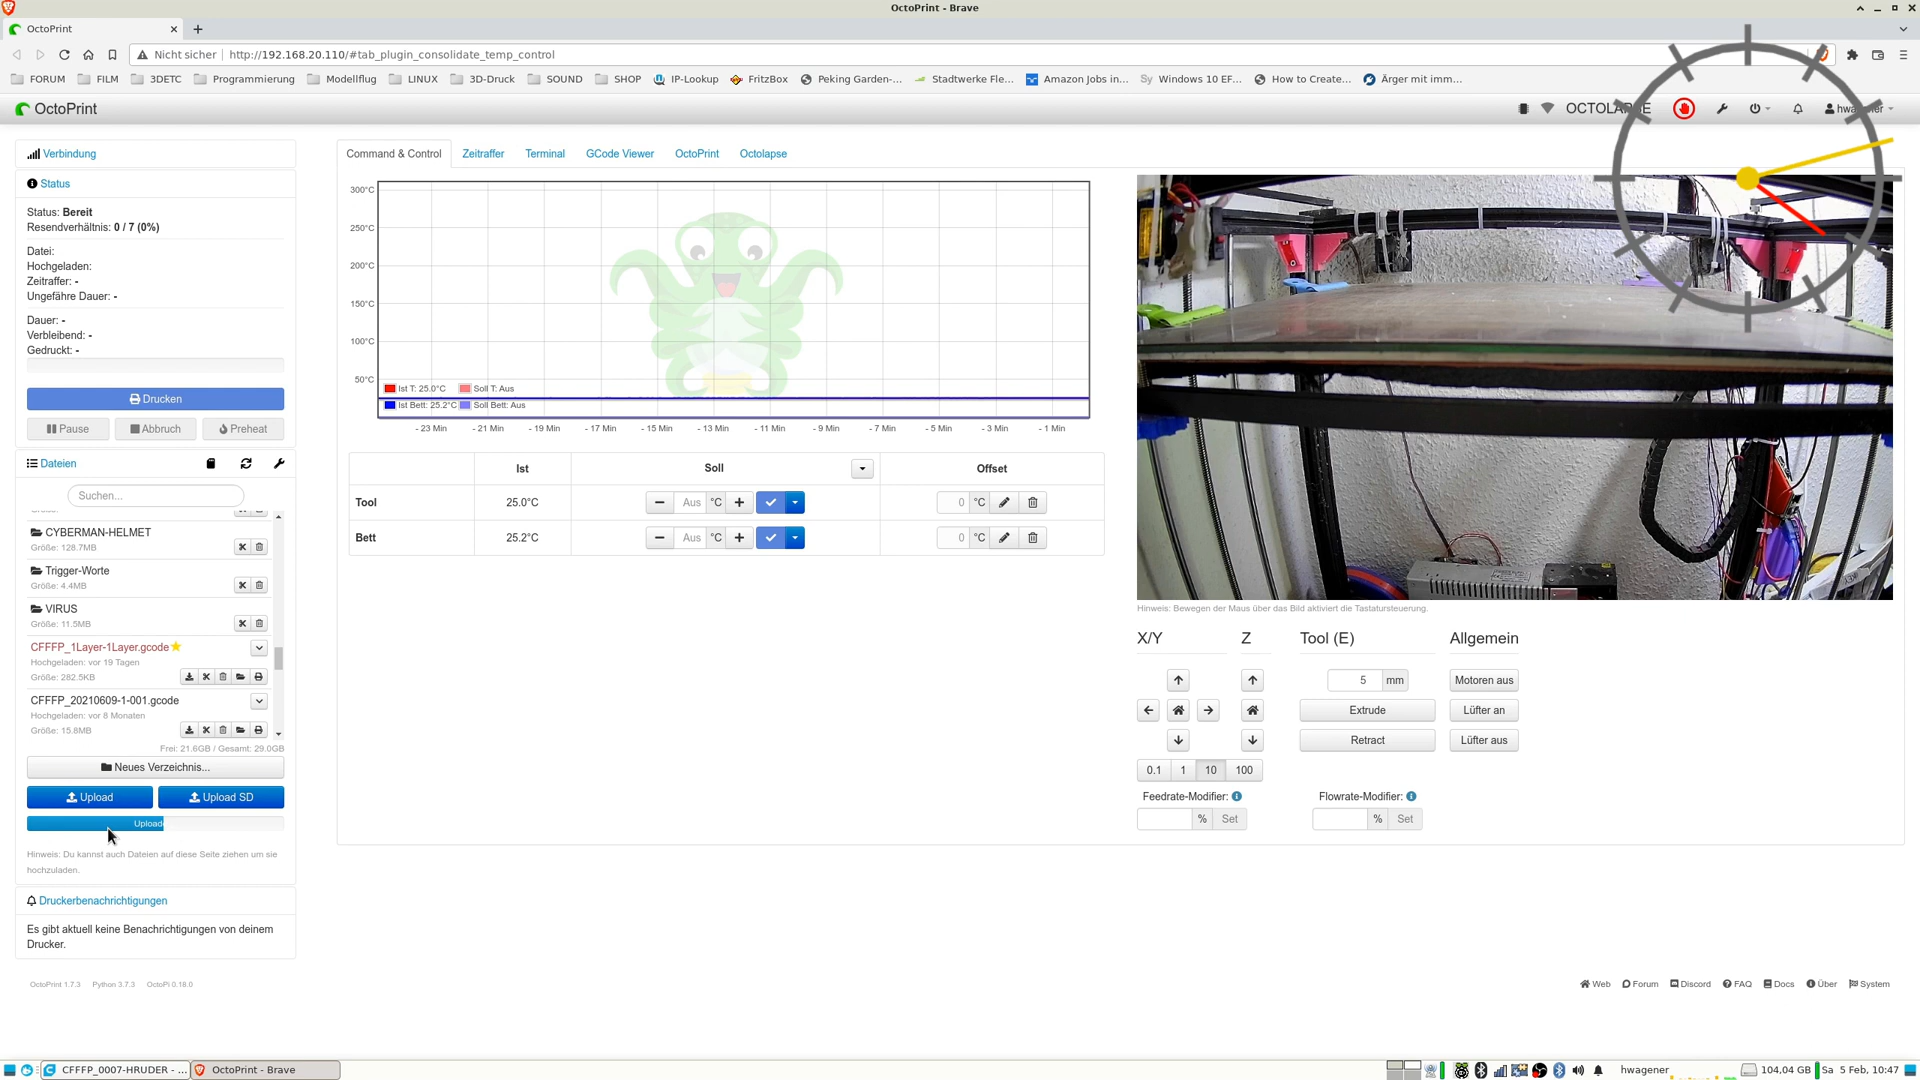 OctoPrint - Brave
OctoPrint
Nicht sicher
http://192.168.20.110/#tab_plugin_consolidate_temp_control
FORUM
FILM
3DETC
Programmierung
Modellflug
LINUX
3D-Druck
SOUND
SHOP
IP-Lookup
FritzBox
Peking Garden-...
Stadtwerke Fle...
Amazon Jobs in...
Sy Windows 10 EF...
How to Create...
Ärger mit imm...
OctoPrint
OCTOLAPSE
hwagener
Verbindung
Status
Status: Bereit
Resendverhältnis: 0 / 7 (0%)
Datei:
Hochgeladen:
Zeitraffer: -
Ungefähre Dauer: -
Dauer: -
Verbleibend: -
Gedruckt: -
Drucken
Pause
Abbruch
Preheat
Dateien
Suchen...
CYBERMAN-HELMET
Größe: 128.7MB
Trigger-Worte
Größe: 4.4MB
VIRUS
Größe: 11.5MB
CFFFP_1Layer-1Layer.gcode
Hochgeladen: vor 19 Tagen
Größe: 282.5KB
CFFFP_20210609-1-001.gcode
Hochgeladen: vor 8 Monaten
Größe: 15.8MB
Frei: 21.6GB / Gesamt: 29.0GB
Neues Verzeichnis...
Upload
Upload SD
Upload
Hinweis: Du kannst auch Dateien auf diese Seite ziehen um sie
hochzuladen.
Druckerbenachrichtigungen
Es gibt aktuell keine Benachrichtigungen von deinem
Drucker.
Command & Control
Zeitraffer
Terminal
GCode Viewer
OctoPrint
Octolapse
300°C
250°C
200°C
150°C
100°C
50°C
Ist T: 25.0°C
Soll T: Aus
Ist Bett: 25.2°C
Soll Bett: Aus
- 23 Min
- 21 Min
- 19 Min
- 17 Min
- 15 Min
- 13 Min
- 11 Min
- 9 Min
- 7 Min
- 5 Min
- 3 Min
- 1 Min
Ist
Soll
Offset
Tool
25.0°C
Aus °C
0 °C
Bett
25.2°C
Aus °C
0 °C
Hinweis: Bewegen der Maus über das Bild aktiviert die Tastatursteuerung.
X/Y
Z
Tool (E)
Allgemein
5 mm
Motoren aus
Extrude
Lüfter an
Retract
Lüfter aus
0.1
1
10
100
Feedrate-Modifier:
Flowrate-Modifier:
% Set
% Set
OctoPrint 1.7.3
Python 3.7.3
OctoPi 0.18.0
Web
Forum
Discord
FAQ
Docs
Über
System
CFFFP_0007-HRUDER - ...
OctoPrint - Brave
hwagener
104,04 GB
Sa 5 Feb, 10:47